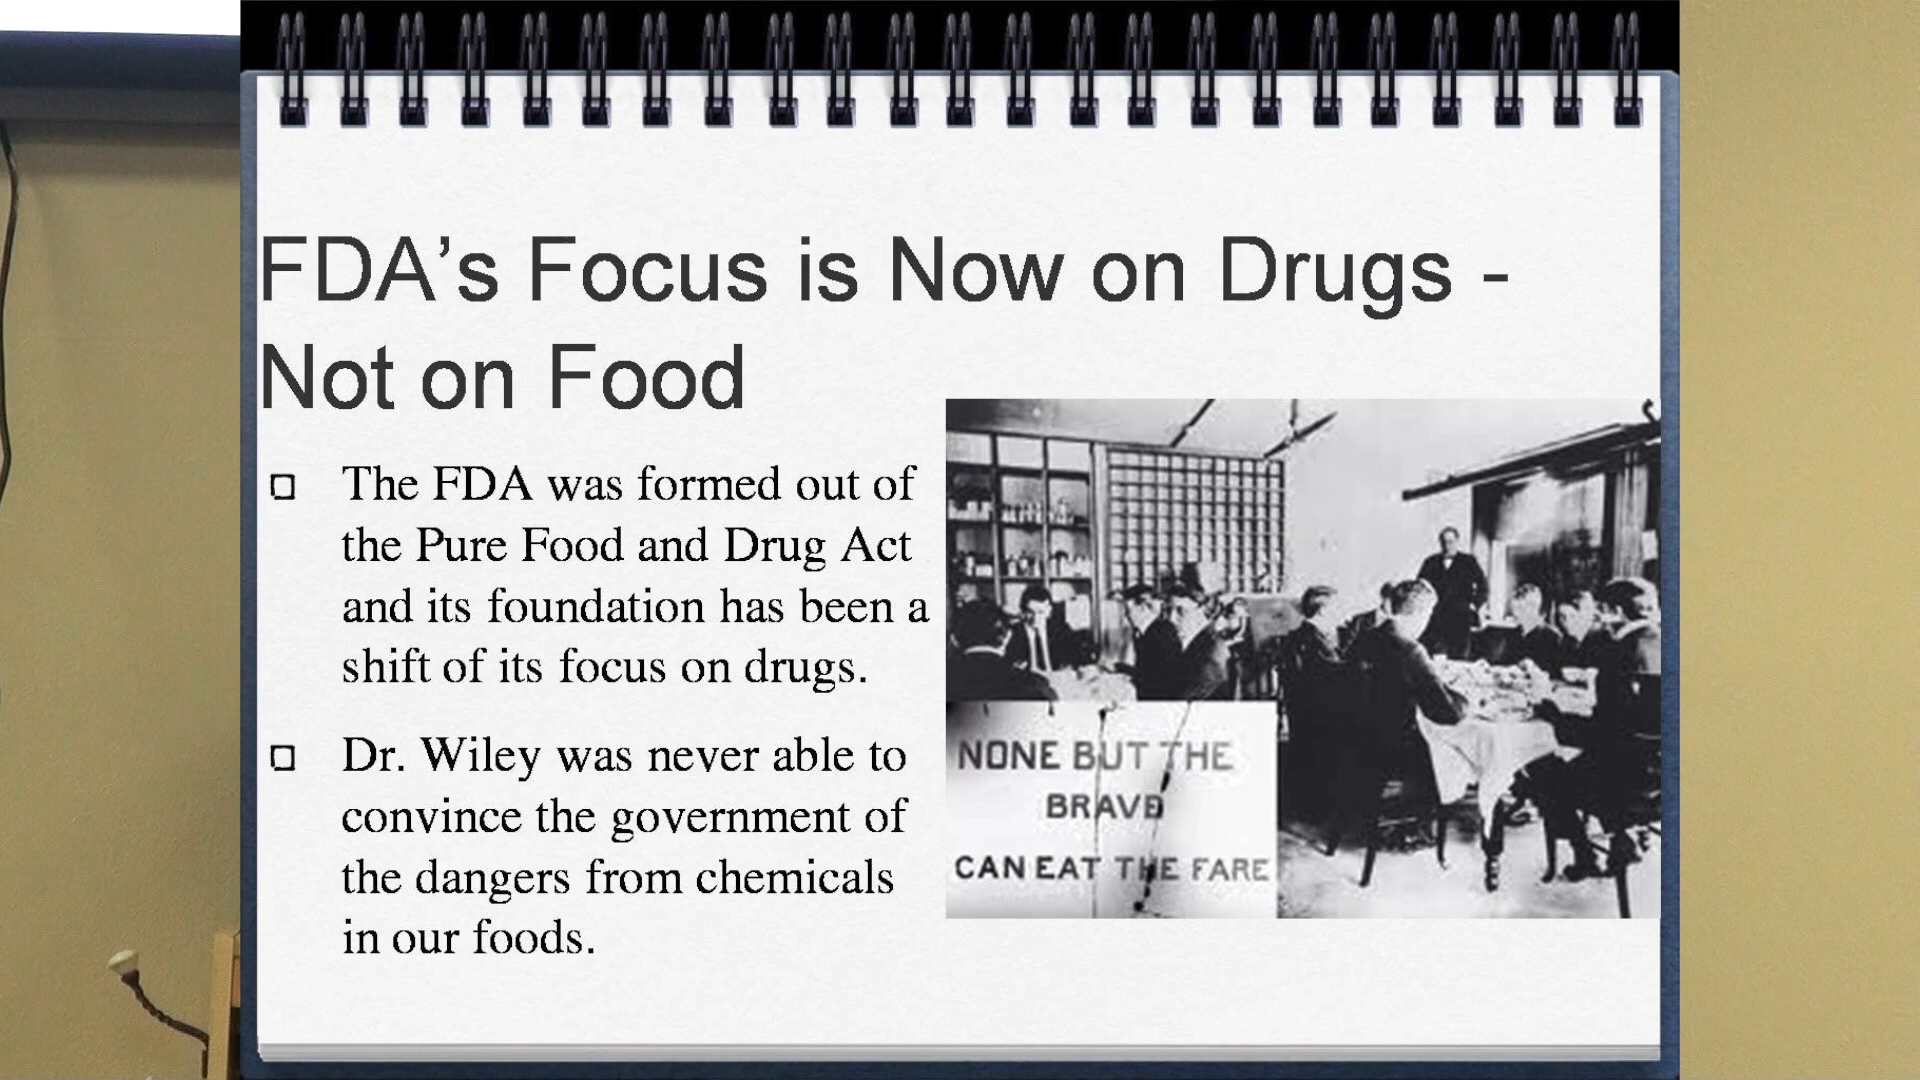 FDA’s Focus is Now on Drugs -
Not on Food
The FDA was formed out of
the Pure Food and Drug Act
and its foundation has been a
shift of its focus on drugs.
Dr. Wiley was never able to
convince the government of
the dangers from chemicals
in our foods.
NONE BUT THE
BRAVE
CAN EAT THE FARE